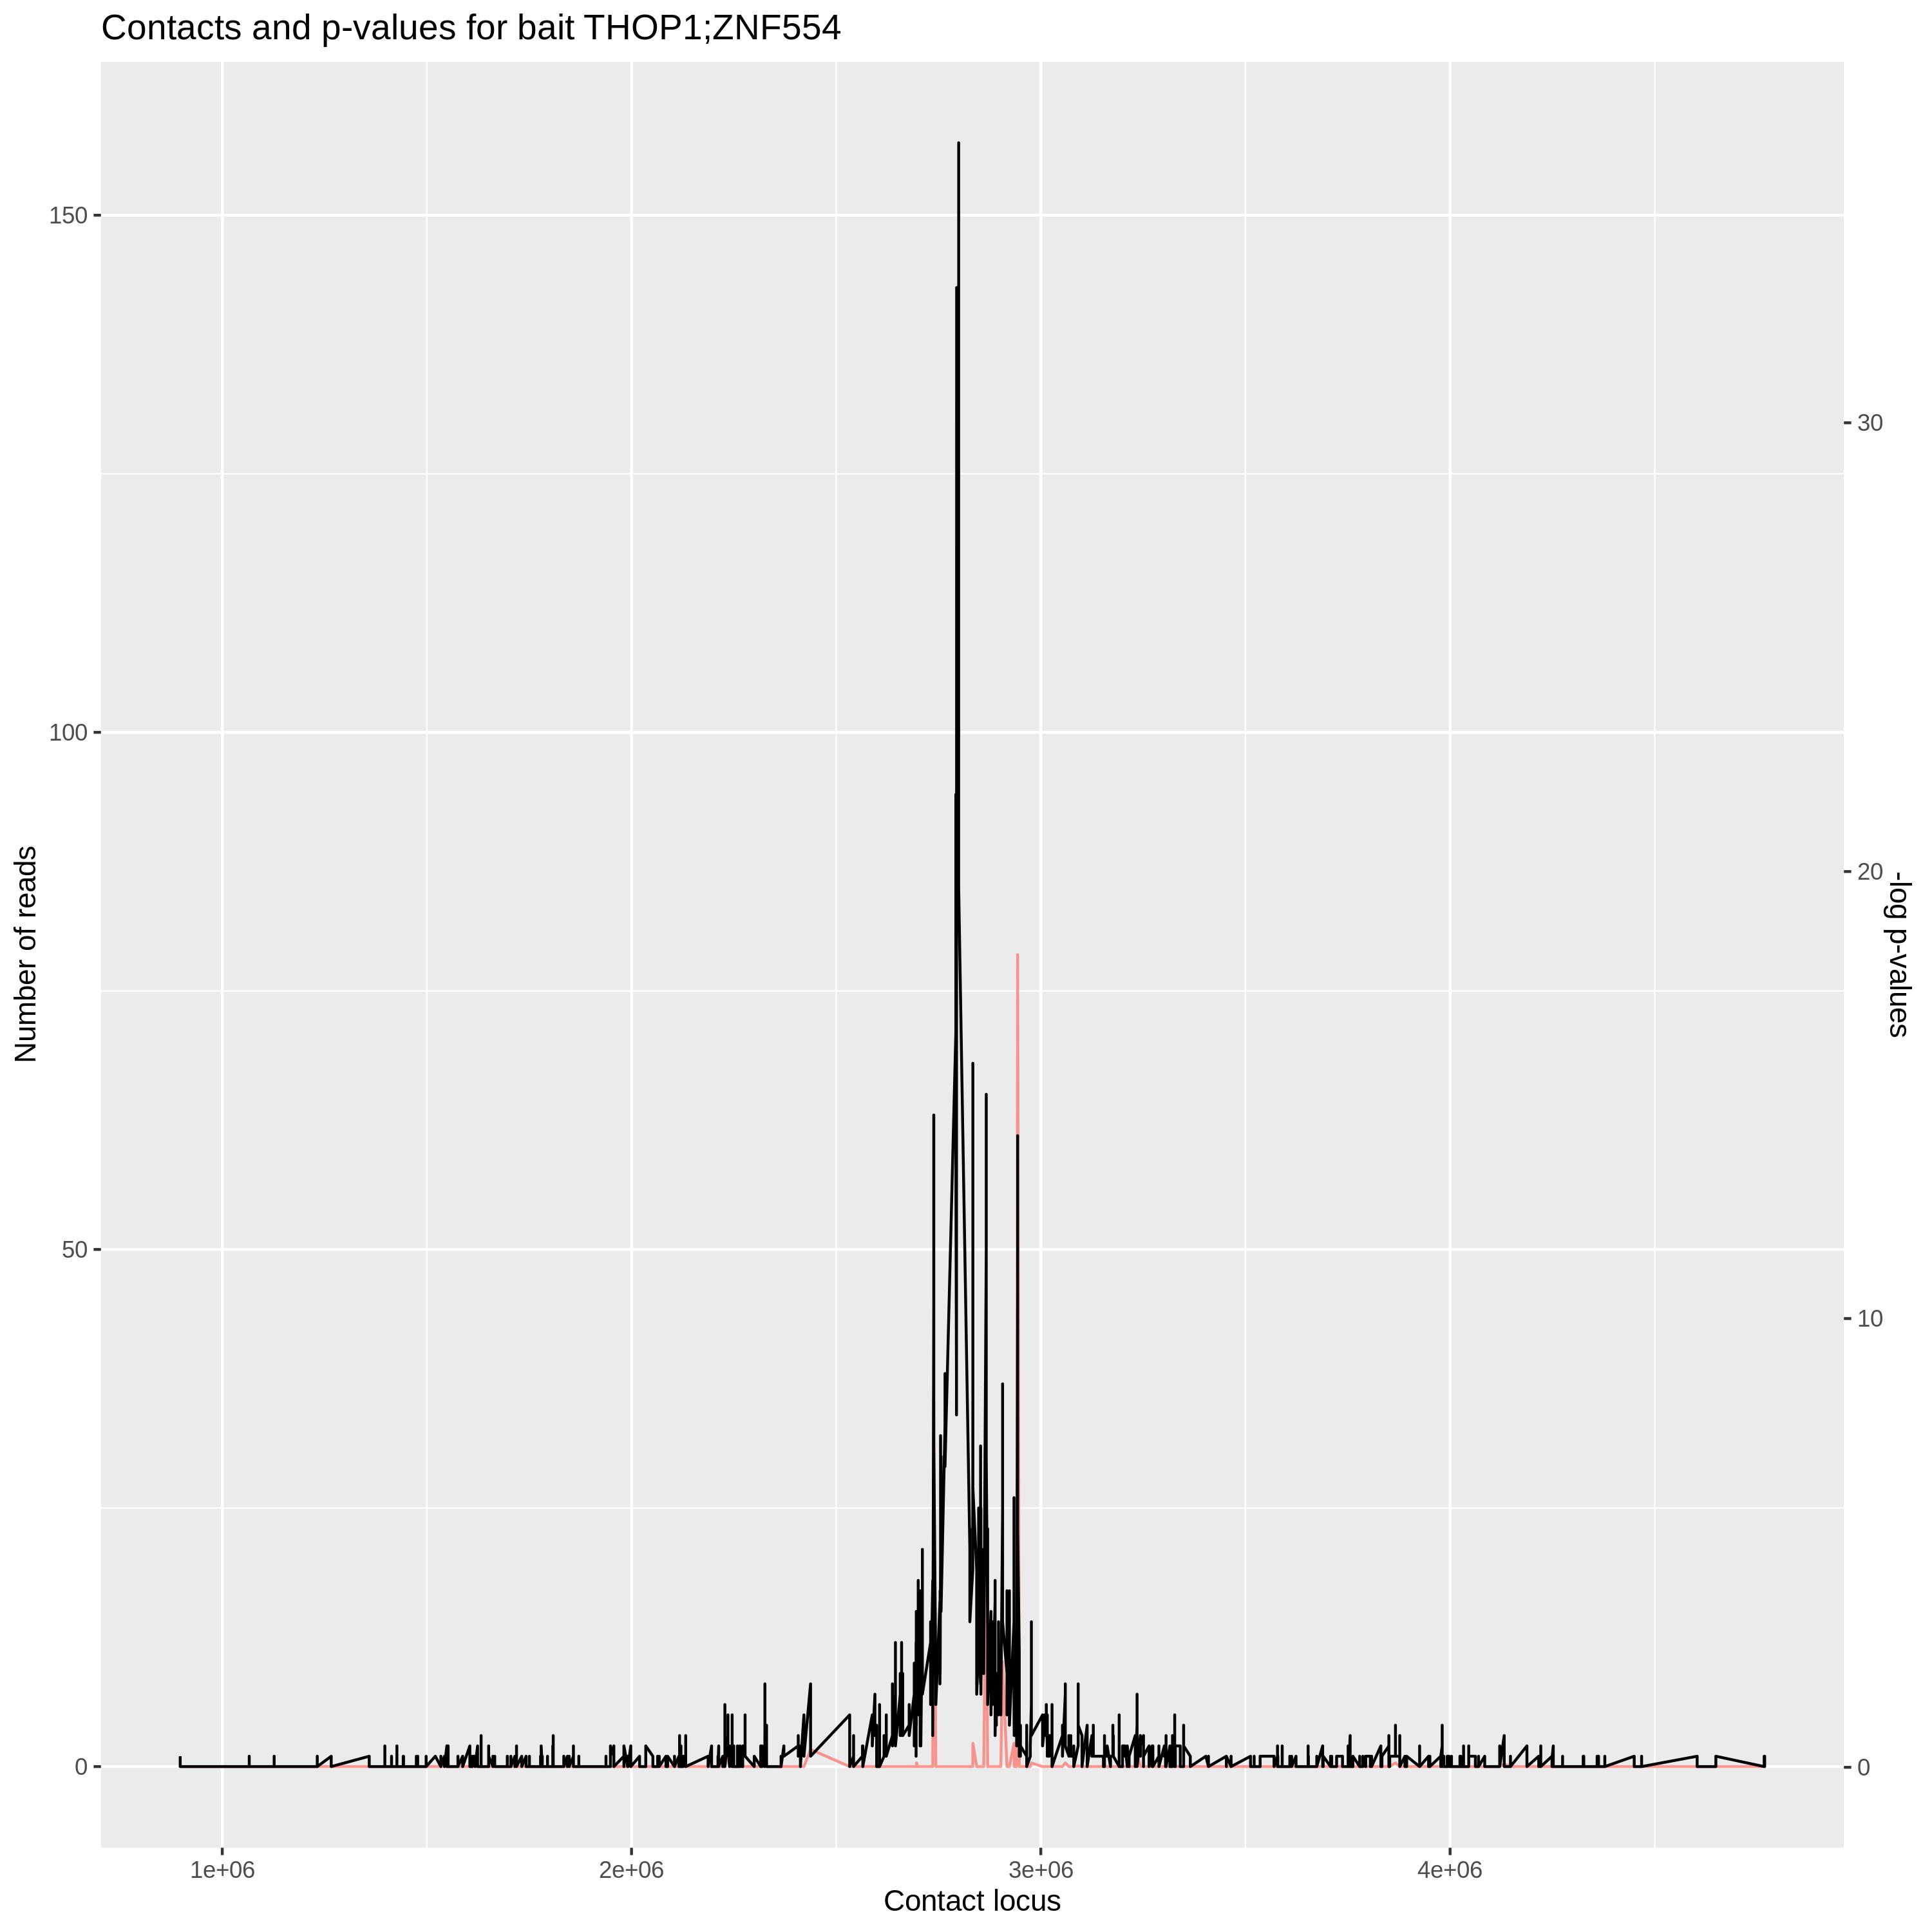 Contacts and p-values for bait THOP1;ZNF554
150
100
50
0
Number of reads
30
20
10
0
-log p-values
1e+06
2e+06
3e+06
4e+06
Contact locus